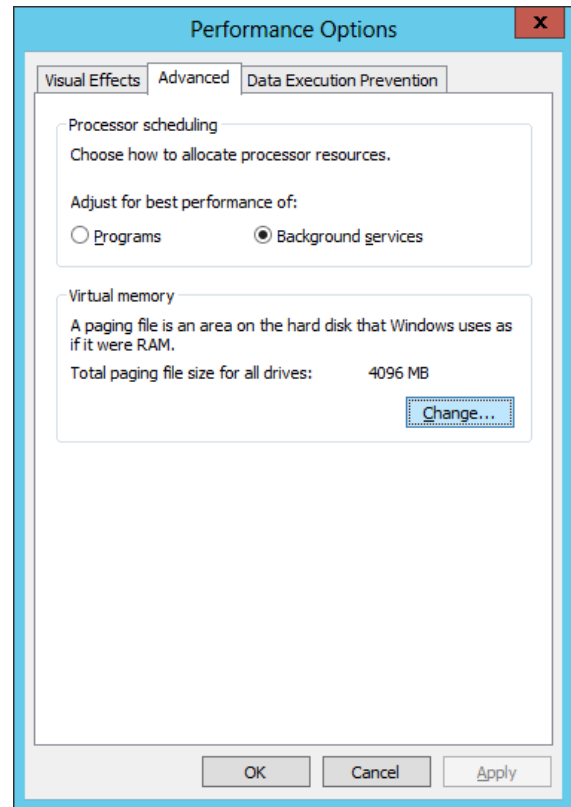 Performance Options
x
Visual Effects Advanced Data Execution Prevention
Processor scheduling
Choose how to allocate processor resources.
Adjust for best performance of:
Programs Background services
Virtual memory
A paging file is an area on the hard disk that Windows uses as
if it were RAM.
Total paging file size for all drives: 4096 MB
Change...
OK Cancel Apply